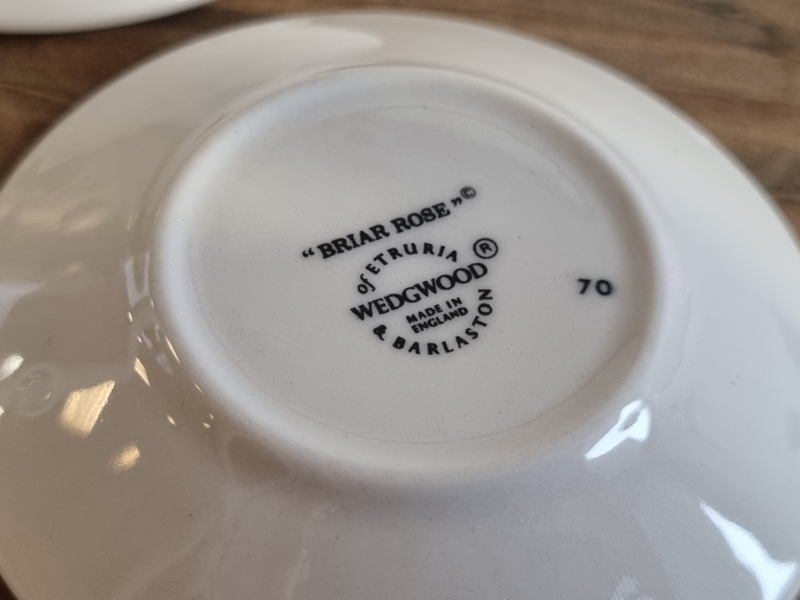 “BRIAR ROSE”©
of ETRURIA
WEDGWOOD ®
MADE IN
ENGLAND
& BARLASTON
70